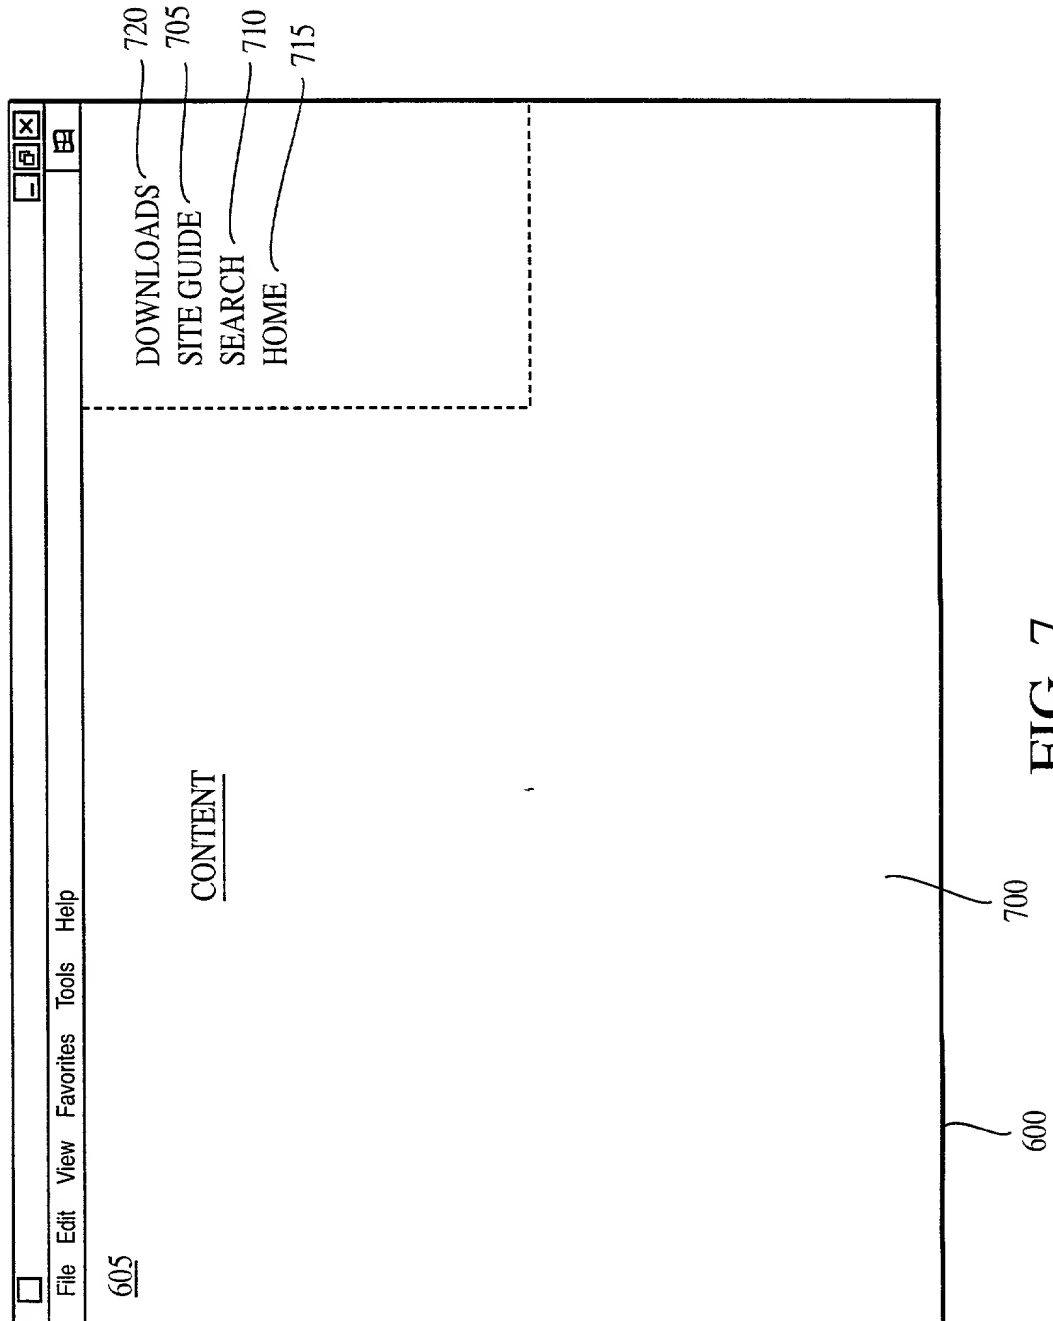 File Edit View Favorites Tools Help
605
CONTENT
DOWNLOADS 720
SITE GUIDE 705
SEARCH 710
HOME 715
700
600
FIG 7